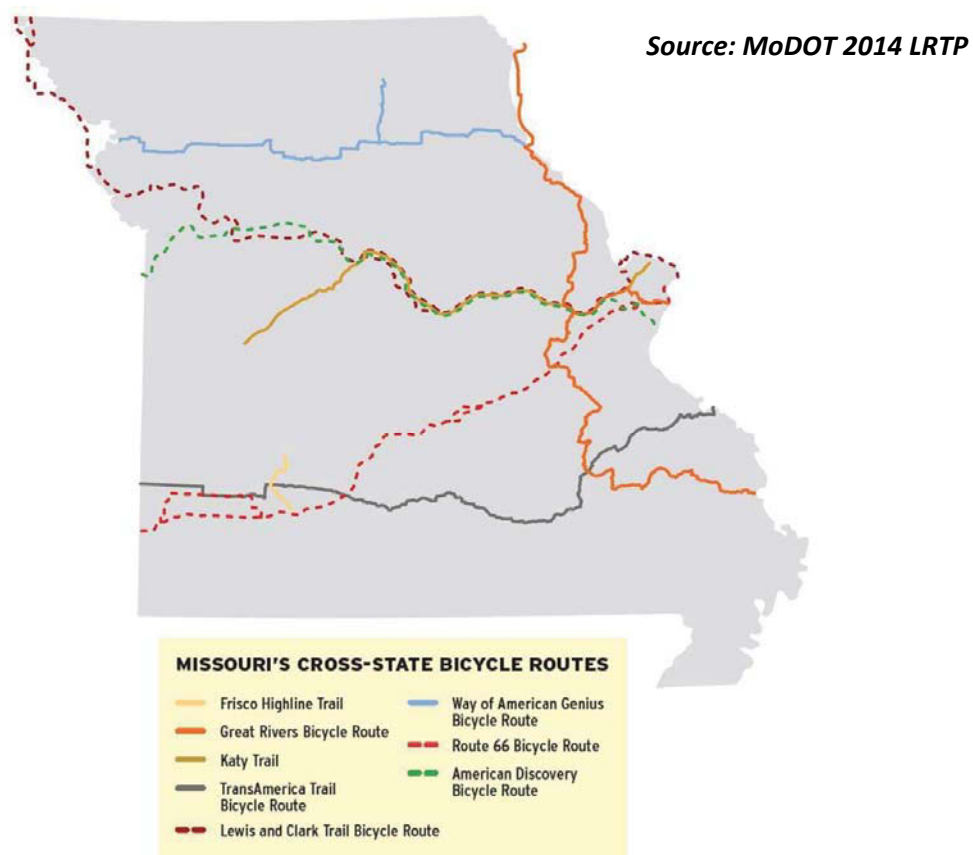 Source: MoDOT 2014 LRTP
MISSOURI'S CROSS-STATE BICYCLE ROUTES
Frisco Highline Trail
Great Rivers Bicycle Route
Katy Trail
TransAmerica Trail
Bicycle Route
Lewis and Clark Trail Bicycle Route
Way of American Genius
Bicycle Route
Route 66 Bicycle Route
American Discovery
Bicycle Route